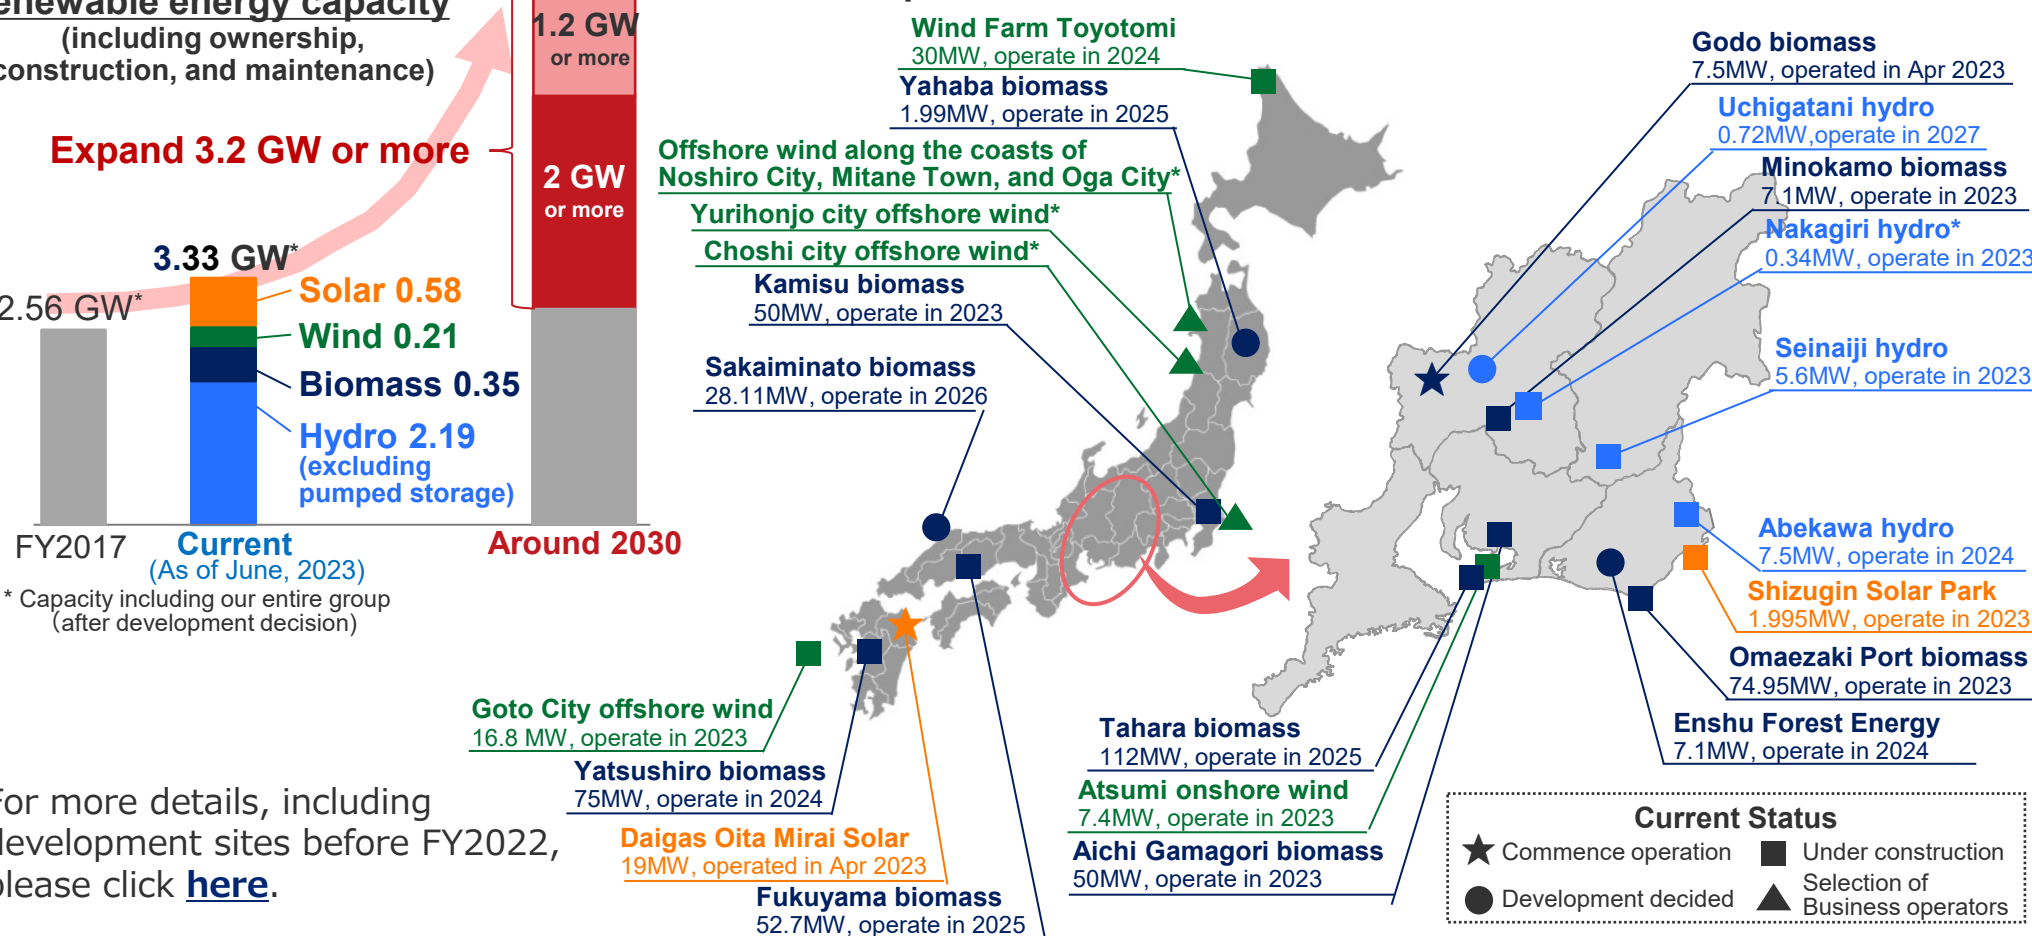 enewable energy capacity
(including ownership,
construction, and maintenance)
Expand 3.2 GW or more
1.2 GW
or more
2 GW
or more
3.33 GW*
2.56 GW*
Solar 0.58
Wind 0.21
Biomass 0.35
Hydro 2.19
(excluding
pumped storage)
FY2017
Current
(As of June, 2023)
Around 2030
* Capacity including our entire group
(after development decision)
For more details, including
development sites before FY2022,
please click here.
Wind Farm Toyotomi
30MW, operate in 2024
Yahaba biomass
1.99MW, operate in 2025
Offshore wind along the coasts of
Noshiro City, Mitane Town, and Oga City*
Yurihonjo city offshore wind*
Choshi city offshore wind*
Kamisu biomass
50MW, operate in 2023
Sakaiminato biomass
28.11MW, operate in 2026
Goto City offshore wind
16.8 MW, operate in 2023
Yatsushiro biomass
75MW, operate in 2024
Daigas Oita Mirai Solar
19MW, operated in Apr 2023
Fukuyama biomass
52.7MW, operate in 2025
Godo biomass
7.5MW, operated in Apr 2023
Uchigatani hydro
0.72MW,operate in 2027
Minokamo biomass
7.1MW, operate in 2023
Nakagiri hydro*
0.34MW, operate in 2023
Seinaiji hydro
5.6MW, operate in 2023
Abekawa hydro
7.5MW, operate in 2024
Shizugin Solar Park
1.995MW, operate in 2023
Omaezaki Port biomass
74.95MW, operate in 2023
Enshu Forest Energy
7.1MW, operate in 2024
Tahara biomass
112MW, operate in 2025
Atsumi onshore wind
7.4MW, operate in 2023
Aichi Gamagori biomass
50MW, operate in 2023
Current Status
Commence operation
Under construction
Development decided
Selection of
Business operators